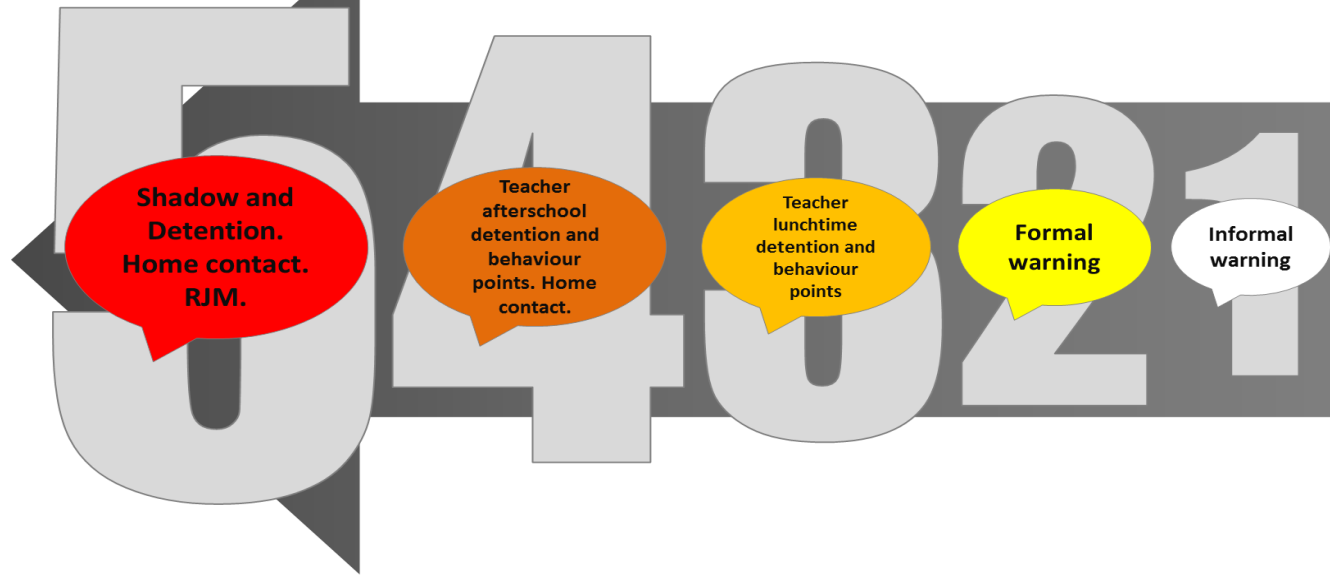 5
Shadow and
Detention.
Home contact.
RJM.
4
Teacher
afterschool
detention and
behaviour
points. Home
contact.
3
Teacher
lunchtime
detention and
behaviour
points
2
Formal
warning
1
Informal
warning